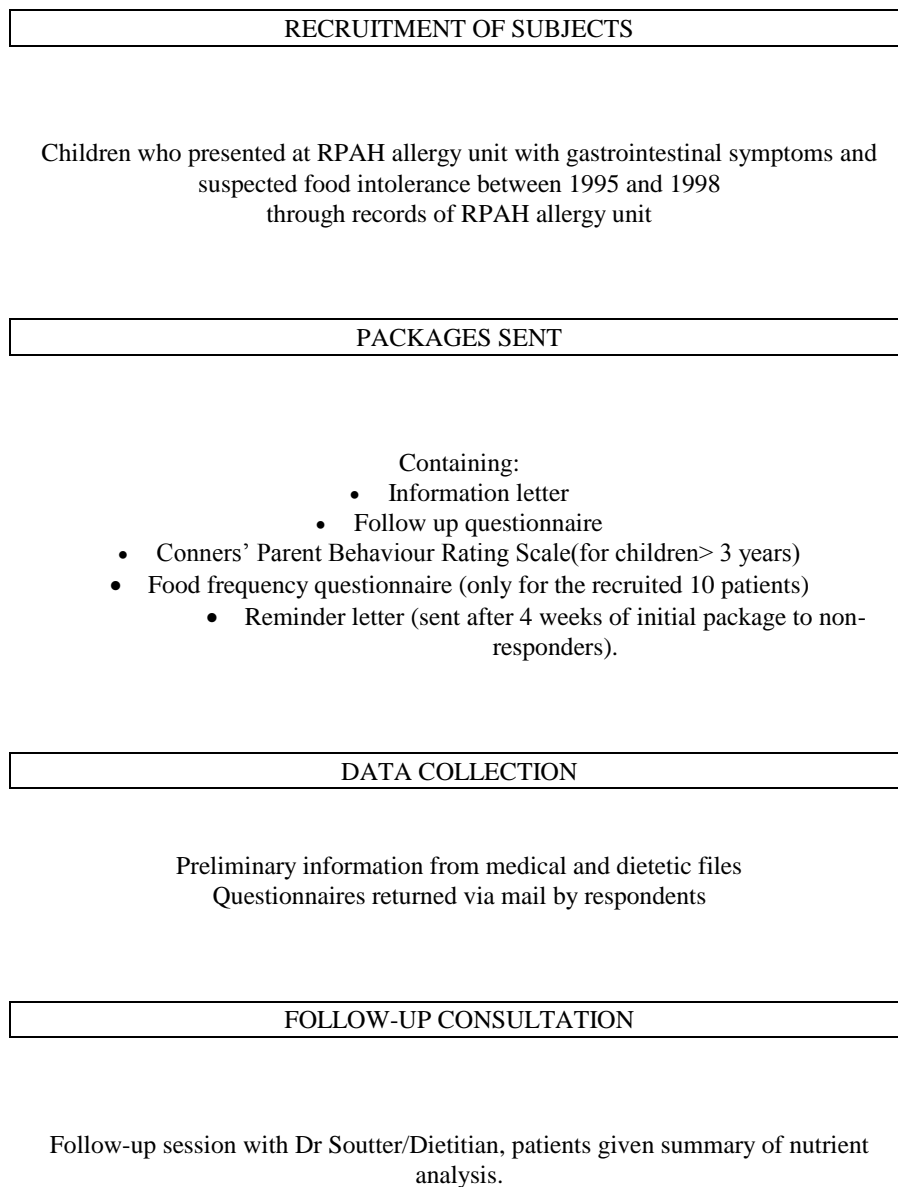 RECRUITMENT OF SUBJECTS
Children who presented at RPAH allergy unit with gastrointestinal symptoms and
suspected food intolerance between 1995 and 1998
through records of RPAH allergy unit
PACKAGES SENT
Containing:
• Information letter
• Follow up questionnaire
• Conners’ Parent Behaviour Rating Scale(for children> 3 years)
• Food frequency questionnaire (only for the recruited 10 patients)
• Reminder letter (sent after 4 weeks of initial package to non-
responders).
DATA COLLECTION
Preliminary information from medical and dietetic files
Questionnaires returned via mail by respondents
FOLLOW-UP CONSULTATION
Follow-up session with Dr Soutter/Dietitian, patients given summary of nutrient
analysis.